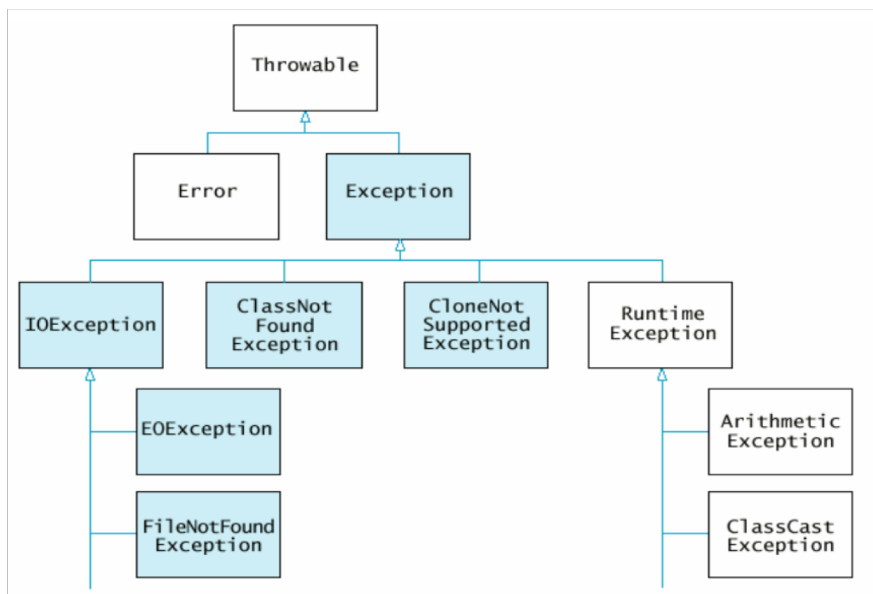 Throwable
Error
Exception
IOException
ClassNot
Found
Exception
CloneNot
Supported
Exception
Runtime
Exception
EOException
Arithmetic
Exception
FileNotFound
Exception
ClassCast
Exception